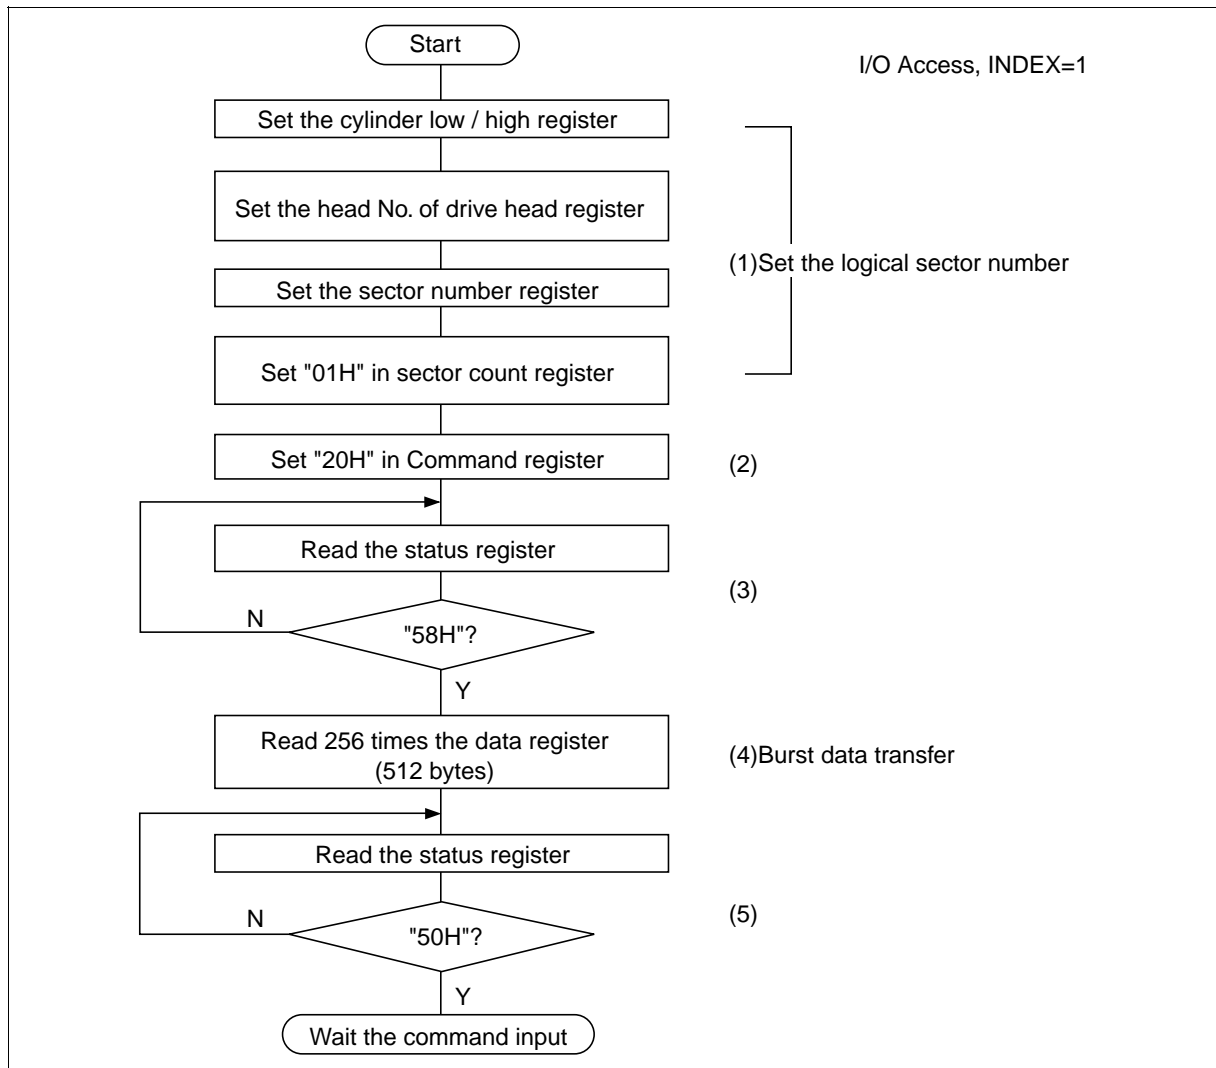 Start
I/O Access, INDEX=1
Set the cylinder low / high register
Set the head No. of drive head register
(1)Set the logical sector number
Set the sector number register
Set "01H" in sector count register
Set "20H" in Command register
(2)
Read the status register
(3)
N
"58H"?
Y
Read 256 times the data register
(512 bytes)
(4)Burst data transfer
Read the status register
N
(5)
"50H"?
Y
Wait the command input